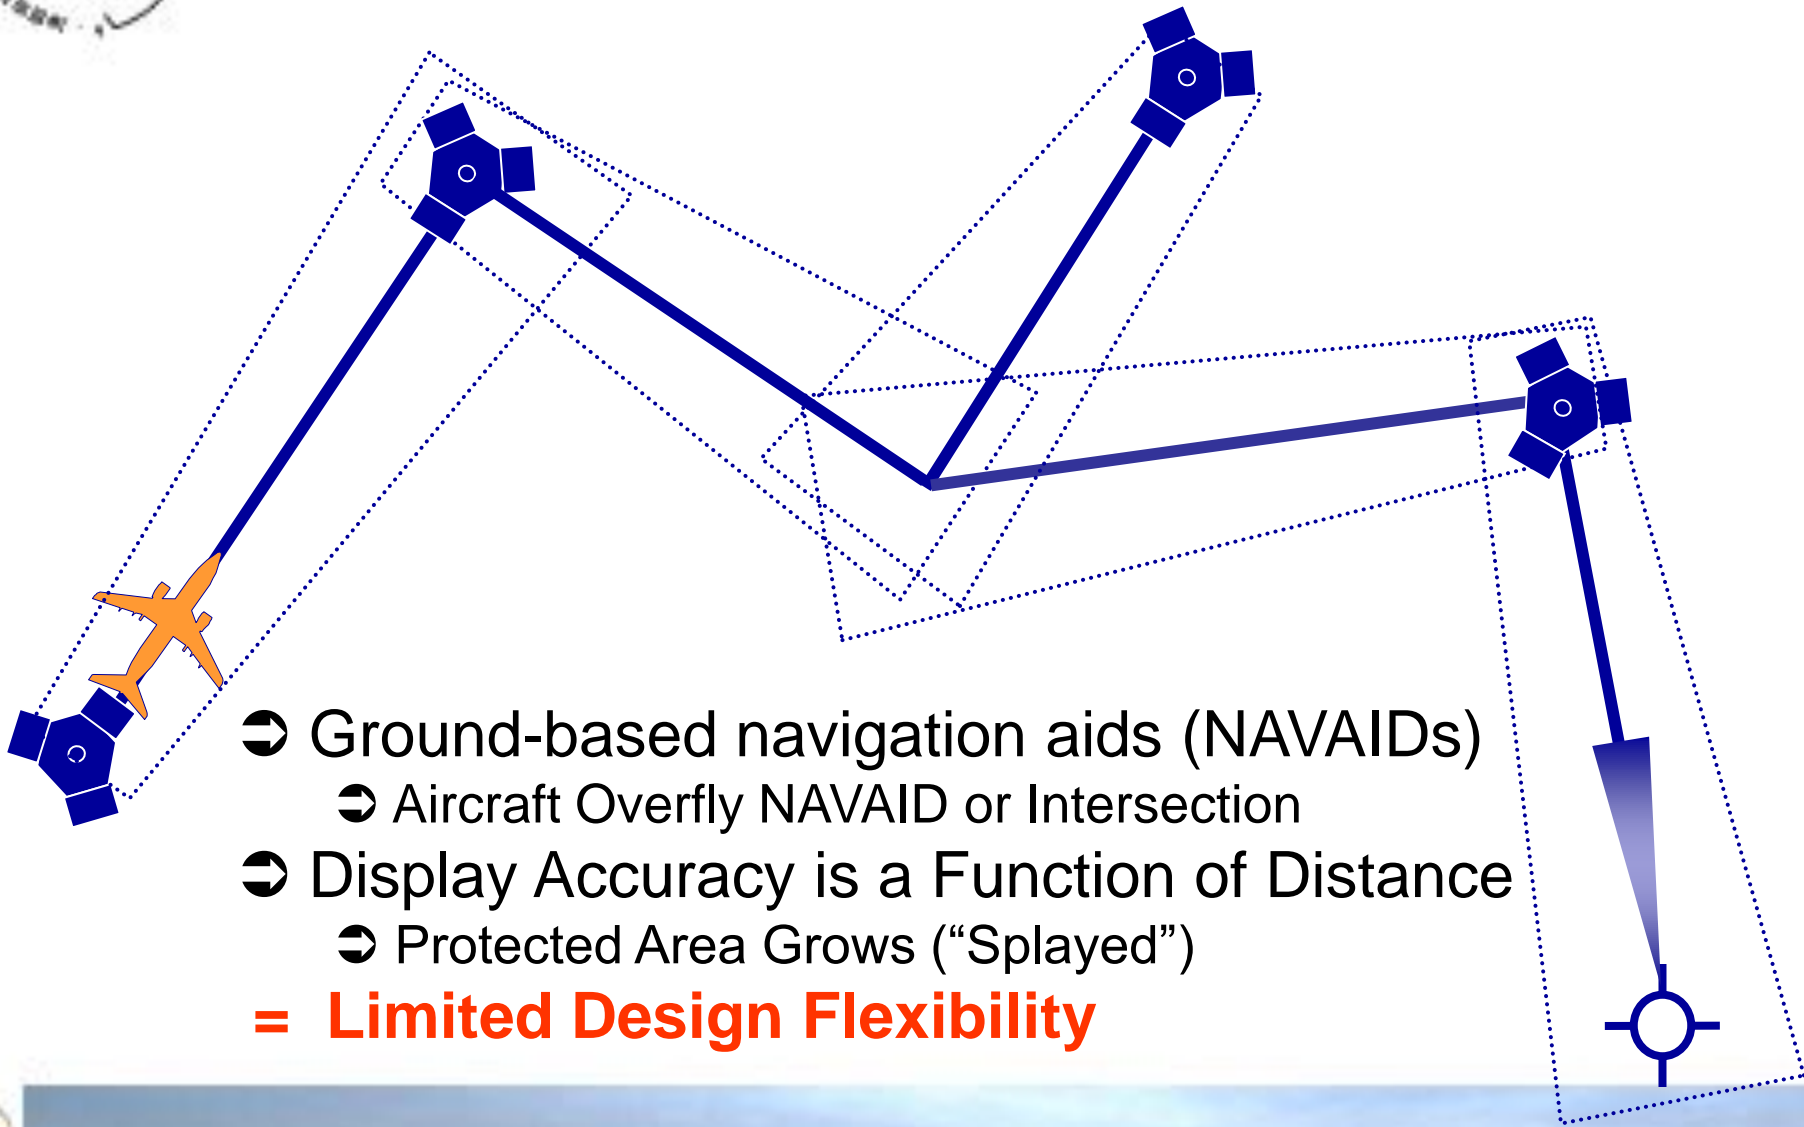 ➲ Ground-based navigation aids (NAVAIDs)
➲ Aircraft Overfly NAVAID or Intersection
➲ Display Accuracy is a Function of Distance
➲ Protected Area Grows (“Splayed”)
= Limited Design Flexibility